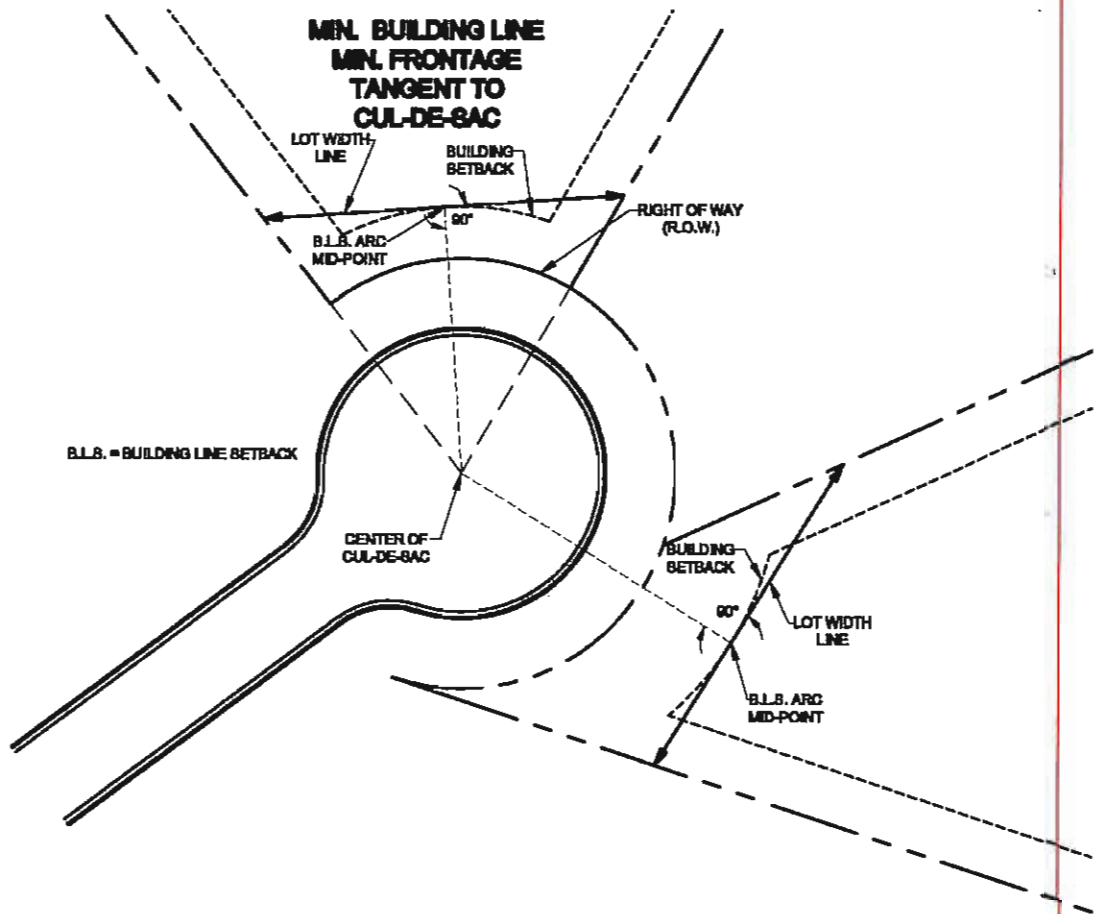 MIN. BUILDING LINE
MIN. FRONTAGE
TANGENT TO
CUL-DE-SAC
LOT WIDTH
LINE
BUILDING
SETBACK
90°
B.L.S. ARC
MID-POINT
RIGHT OF WAY
(R.O.W.)
B.L.S. = BUILDING LINE SETBACK
CENTER OF
CUL-DE-SAC
BUILDING
SETBACK
90°
LOT WIDTH
LINE
B.L.S. ARC
MID-POINT